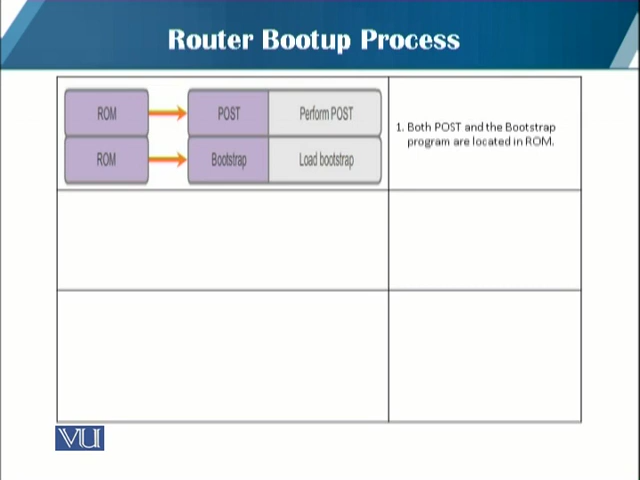 Router Bootup Process
ROM POST Perform POST
ROM Bootstrap Load bootstrap
1. Both POST and the Bootstrap
program are located in ROM.
VU